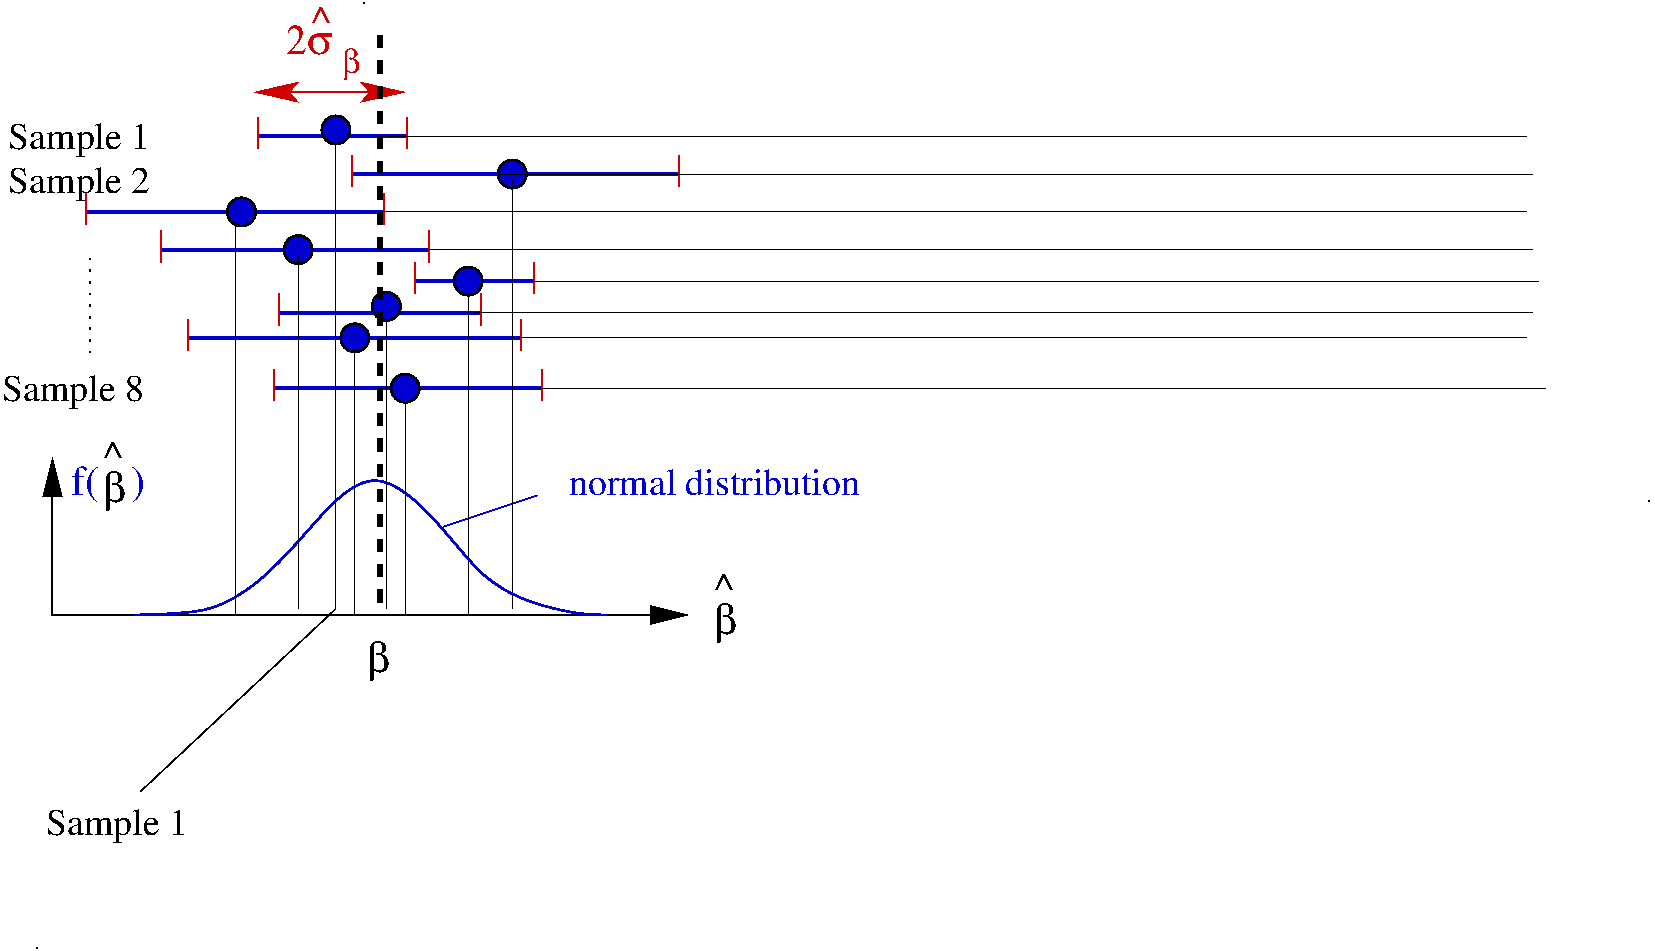 2σ̂ β
Sample 1
Sample 2
Sample 8
f( β̂ )
normal distribution
β̂
β
Sample 1